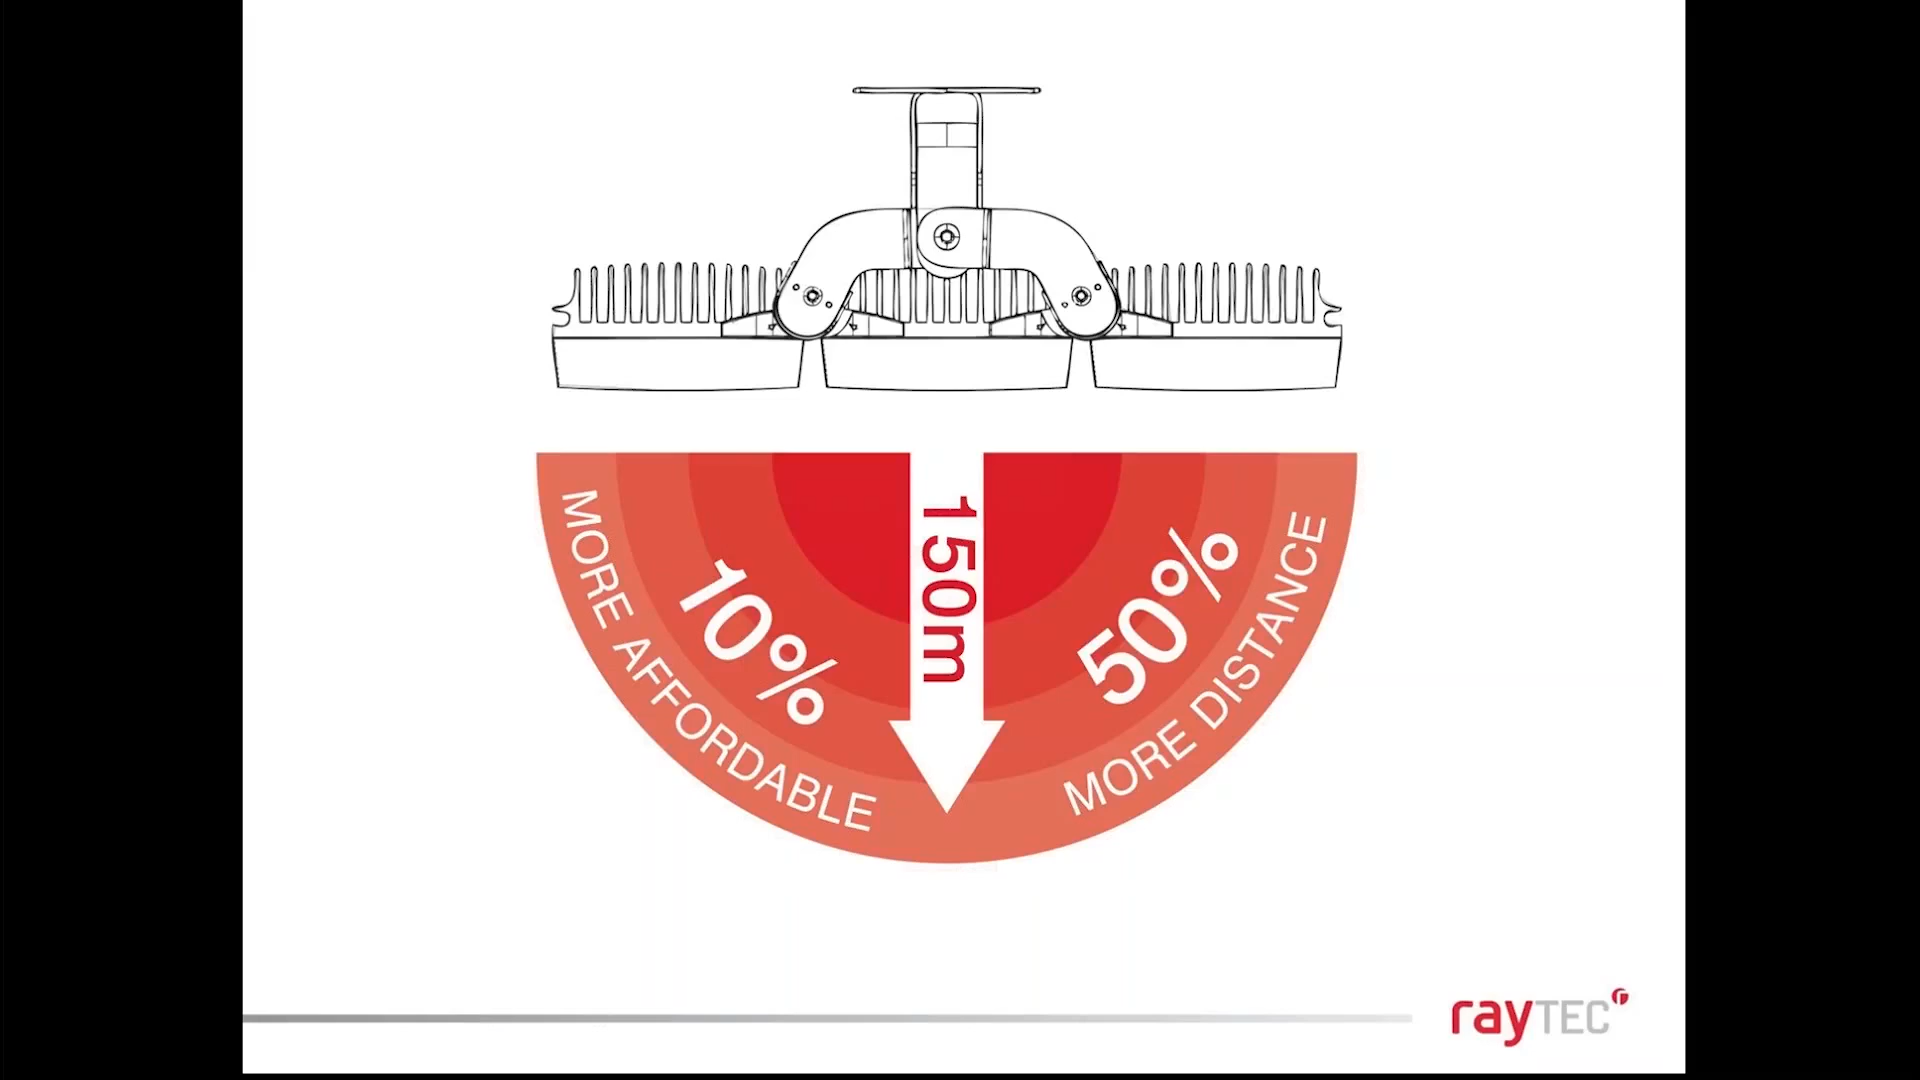 10%
MORE AFFORDABLE
150m
50%
MORE DISTANCE
rayTEC